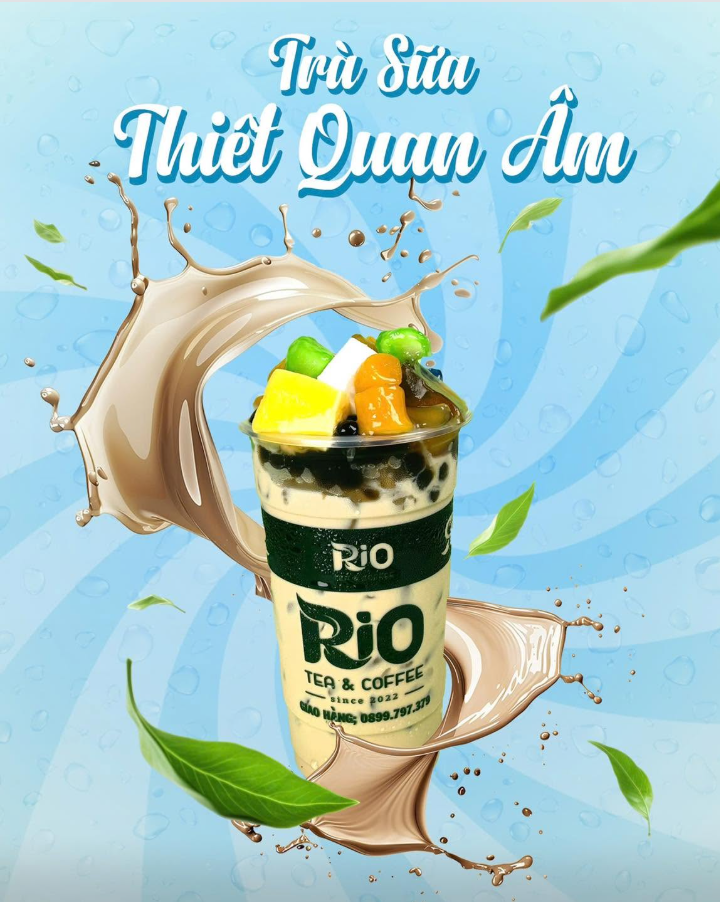 Trà Sữa
Thiết Quan Âm
RiO
RiO
TEA & COFFEE
since 2022
GIAO HÀNG: 0899.797.379